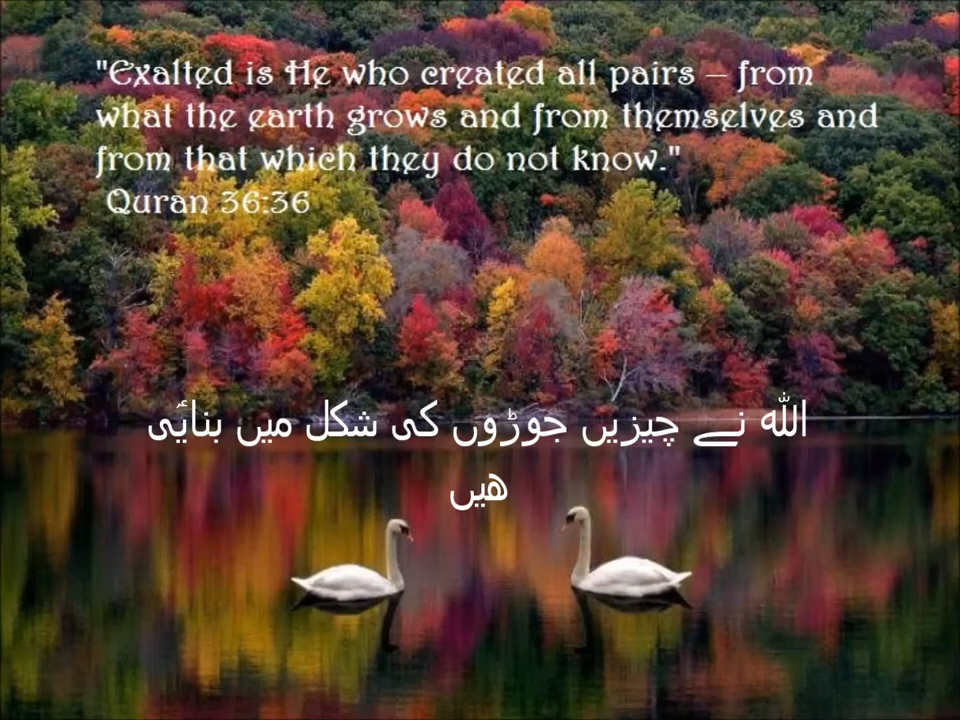 "Exalted is He who created all pairs – from
what the earth grows and from themselves and
from that which they do not know."
Quran 36:36
اللہ نے چیزیں جوڑوں کی شکل میں بنایٔی
ھیں